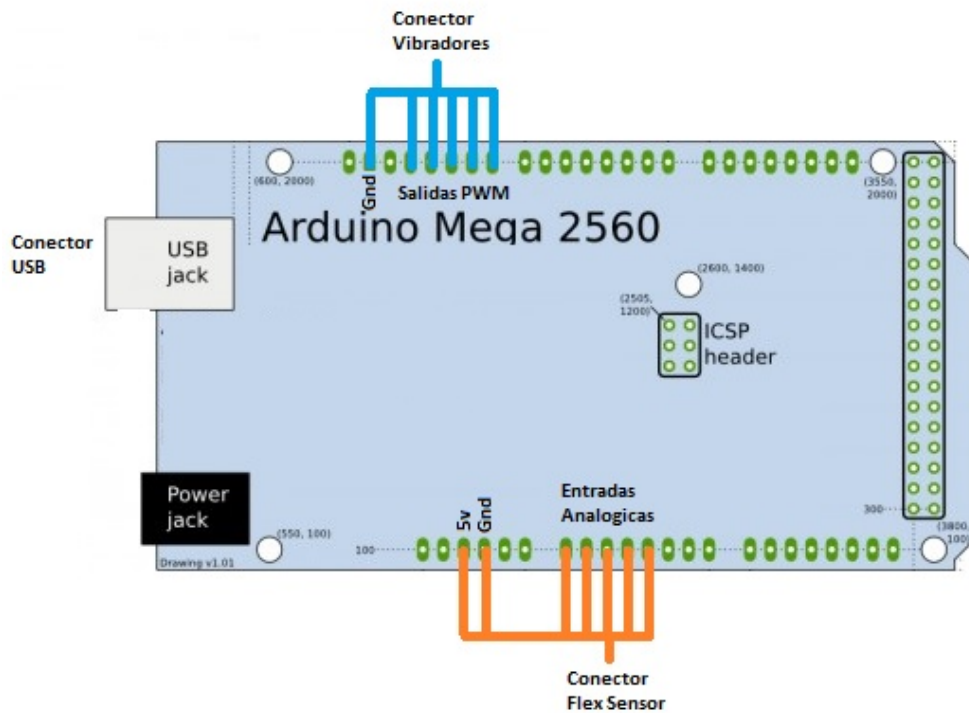 Conector
Vibradores
Gnd
Salidas PWM
(600, 2000)
(3550,
2000)
Arduino Mega 2560
Conector
USB
USB
jack
(2600, 1400)
(2505,
1200)
ICSP
header
Power
jack
5v
Gnd
Entradas
Analogicas
300
(550, 100)
100
(3800,
100)
Drawing v1.01
Conector
Flex Sensor